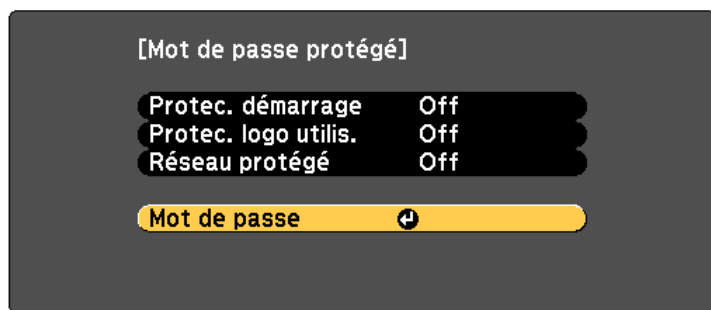 [Mot de passe protégé]
Protec. démarrage Off
Protec. logo utilis. Off
Réseau protégé Off
Mot de passe